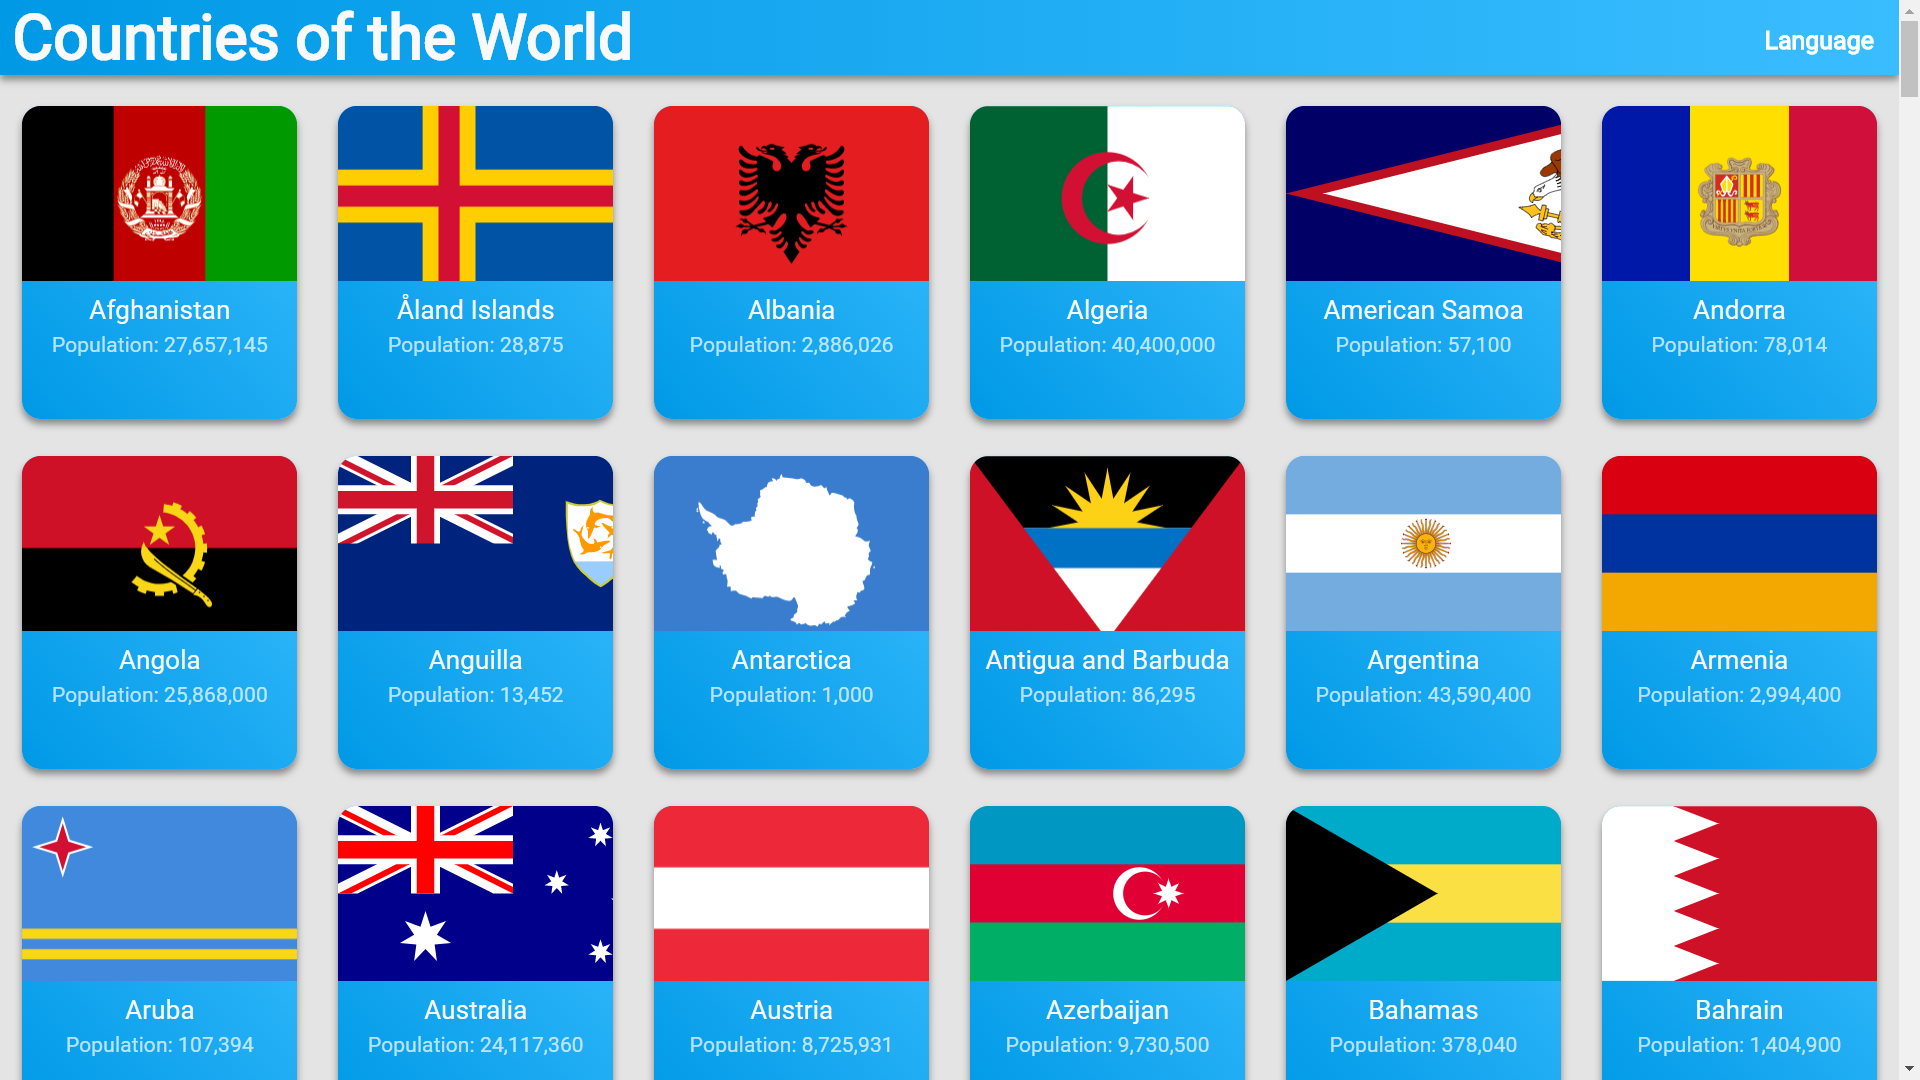 Countries of the World
Language
Afghanistan
Population: 27,657,145
Åland Islands
Population: 28,875
Albania
Population: 2,886,026
Algeria
Population: 40,400,000
American Samoa
Population: 57,100
Andorra
Population: 78,014
Angola
Population: 25,868,000
Anguilla
Population: 13,452
Antarctica
Population: 1,000
Antigua and Barbuda
Population: 86,295
Argentina
Population: 43,590,400
Armenia
Population: 2,994,400
Aruba
Population: 107,394
Australia
Population: 24,117,360
Austria
Population: 8,725,931
Azerbaijan
Population: 9,730,500
Bahamas
Population: 378,040
Bahrain
Population: 1,404,900